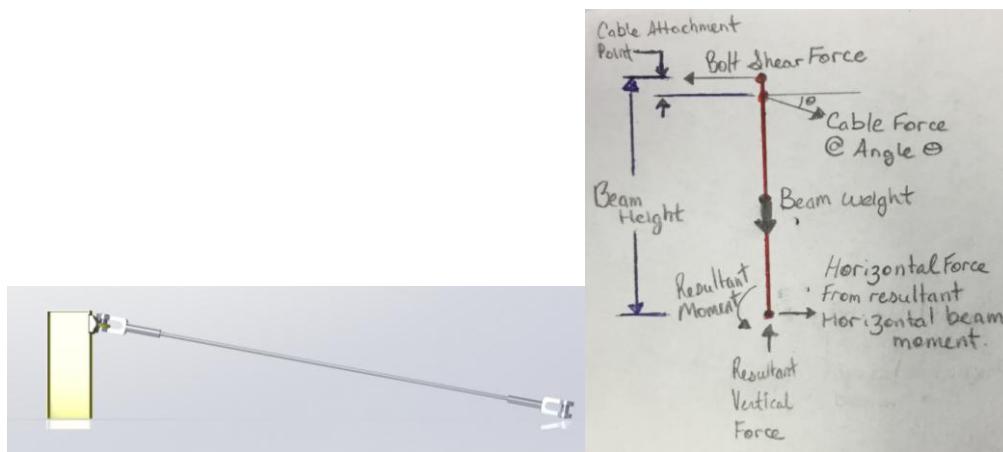 Cable Attachment
Point
Bolt Shear Force
θ
Cable Force
@ Angle θ
Beam weight
Beam
Height
Resultant
Moment
Horizontal Force
From resultant
Horizontal beam
moment.
Resultant
Vertical
Force